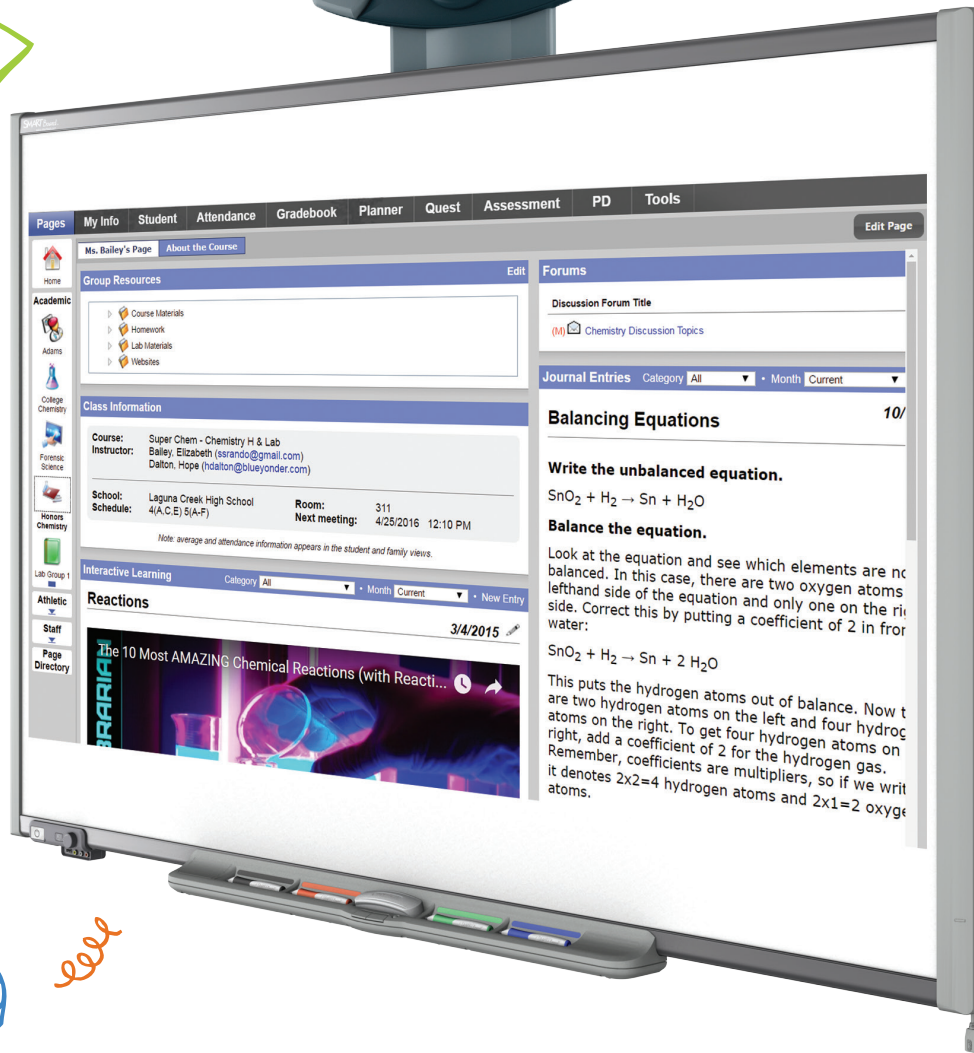 SMART Board
Pages My Info Student Attendance Gradebook Planner Quest Assessment PD Tools
Edit Page
Ms. Bailey's Page About the Course
Home
Academic
Adams
College
Chemistry
Forensic
Science
Honors
Chemistry
Lab Group 1
Athletic
Staff
Page
Directory
Group Resources Edit
Course Materials
Homework
Lab Materials
Websites
Class Information
Course: Super Chem - Chemistry H & Lab
Instructor: Bailey, Elizabeth (ssrando@gmail.com)
Dalton, Hope (hdalton@blueyonder.com)
School: Laguna Creek High School Room: 311
Schedule: 4(A,C,E) 5(A-F) Next meeting: 4/25/2016 12:10 PM
Note: average and attendance information appears in the student and family views.
Interactive Learning Category All • Month Current • New Entry
Reactions
3/4/2015
The 10 Most AMAZING Chemical Reactions (with Reacti...
BRARIAN
Forums
Discussion Forum Title
(M) Chemistry Discussion Topics
Journal Entries Category All • Month Current
Balancing Equations 10/
Write the unbalanced equation.
SnO₂ + H₂ → Sn + H₂O
Balance the equation.
Look at the equation and see which elements are no
balanced. In this case, there are two oxygen atoms
lefthand side of the equation and only one on the ri
side. Correct this by putting a coefficient of 2 in fron
water:
SnO₂ + H₂ → Sn + 2 H₂O
This puts the hydrogen atoms out of balance. Now t
are two hydrogen atoms on the left and four hydrog
atoms on the right. To get four hydrogen atoms on
right, add a coefficient of 2 for the hydrogen gas.
Remember, coefficients are multipliers, so if we writ
it denotes 2x2=4 hydrogen atoms and 2x1=2 oxyge
atoms.